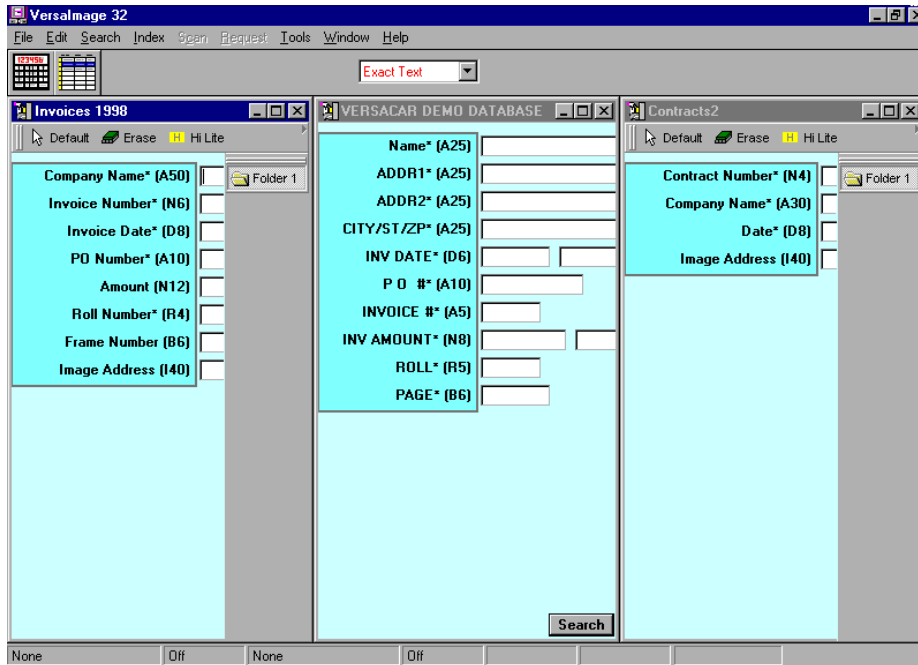 VersaImage 32
File Edit Search Index Scan Request Tools Window Help
123456
Exact Text
Invoices 1998
Default Erase H Hi Lite
Company Name* (A50)
Folder 1
Invoice Number* (N6)
Invoice Date* (D8)
PO Number* (A10)
Amount (N12)
Roll Number* (R4)
Frame Number (B6)
Image Address (I40)
VERSACAR DEMO DATABASE
Name* (A25)
ADDR1* (A25)
ADDR2* (A25)
CITY/ST/ZP* (A25)
INV DATE* (D6)
P O #* (A10)
INVOICE #* (A5)
INV AMOUNT* (N8)
ROLL* (R5)
PAGE* (B6)
Search
Contracts2
Default Erase H Hi Lite
Contract Number* (N4)
Folder 1
Company Name* (A30)
Date* (D8)
Image Address (I40)
None Off None Off